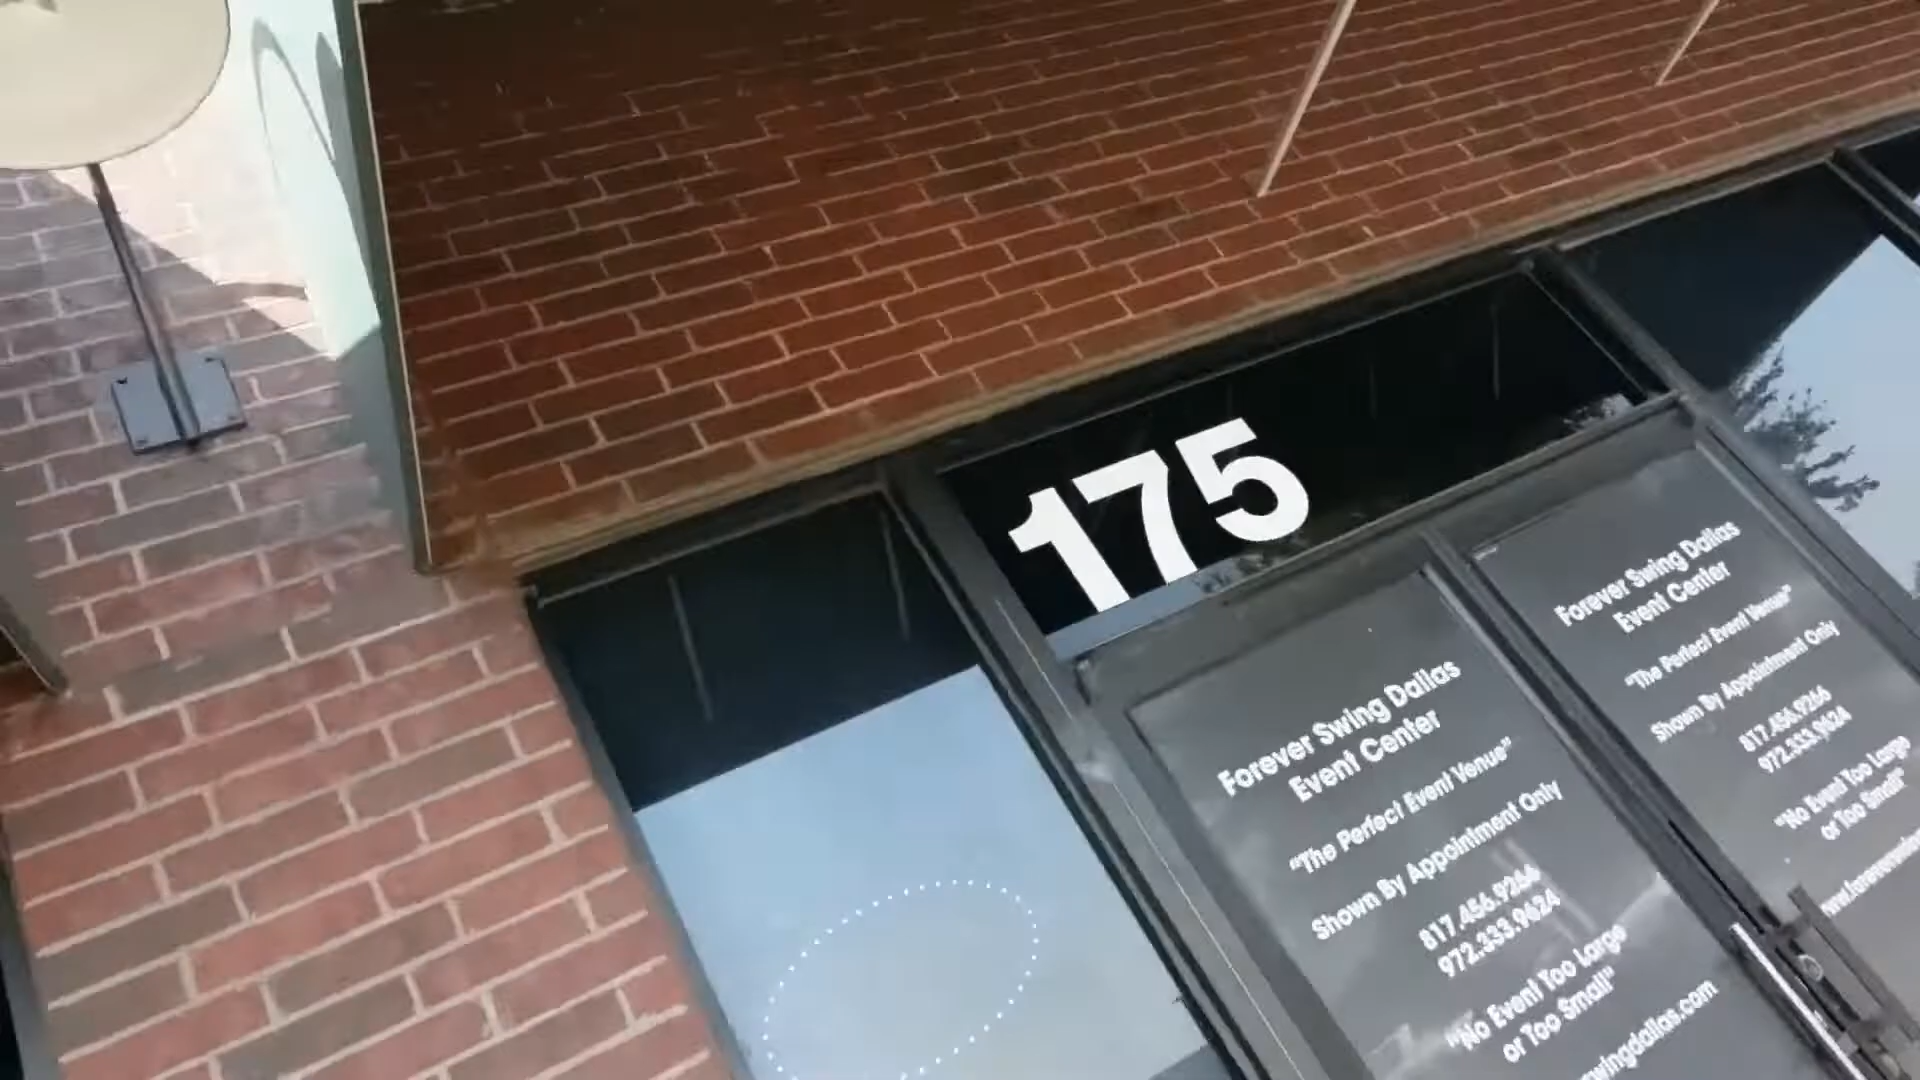 175
Forever Swing Dallas
Event Center
"The Perfect Event Venue"
Shown By Appointment Only
817.456.9266
972.333.9624
"No Event Too Large
or Too Small"
swingdallas.com
Forever Swing Dallas
Event Center
"The Perfect Event Venue"
Shown By Appointment Only
817.456.9266
972.333.9624
"No Event Too Large
or Too Small"